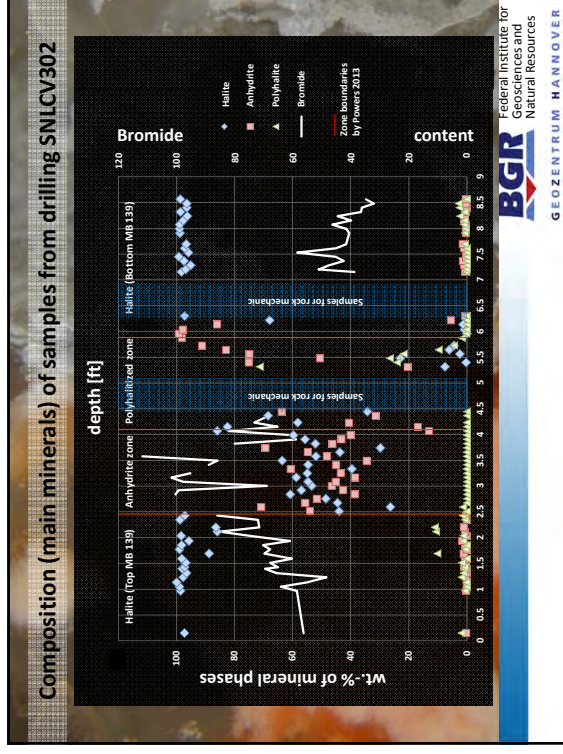 Composition (main minerals) of samples from drilling SNLCV302
depth [ft]
Bromide
content
wt.-% of mineral phases
Halite (Top MB 139)
Anhydrite zone
Polyhalitized zone
Halite (Bottom MB 139)
Samples for rock mechanic
Samples for rock mechanic
Halite
Anhydrite
Polyhalite
Bromide
Zone boundaries
by Powers 2013
0 0.5 1 1.5 2 2.5 3 3.5 4 4.5 5 5.5 6 6.5 7 7.5 8 8.5 9
100
80
60
40
20
0
120
100
80
60
40
20
0
BGR
Federal Institute for
Geosciences and
Natural Resources
GEOZENTRUM HANNOVER